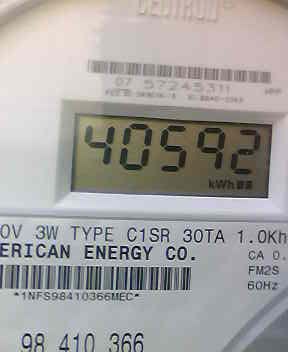 CENTRON
07 57245311
40592
kWh
0V 3W TYPE C1SR 30TA 1.0Kh
ERICAN ENERGY CO.
CA 0.
FM2S
*1NFS98410366MEC*
60Hz
98 410 366